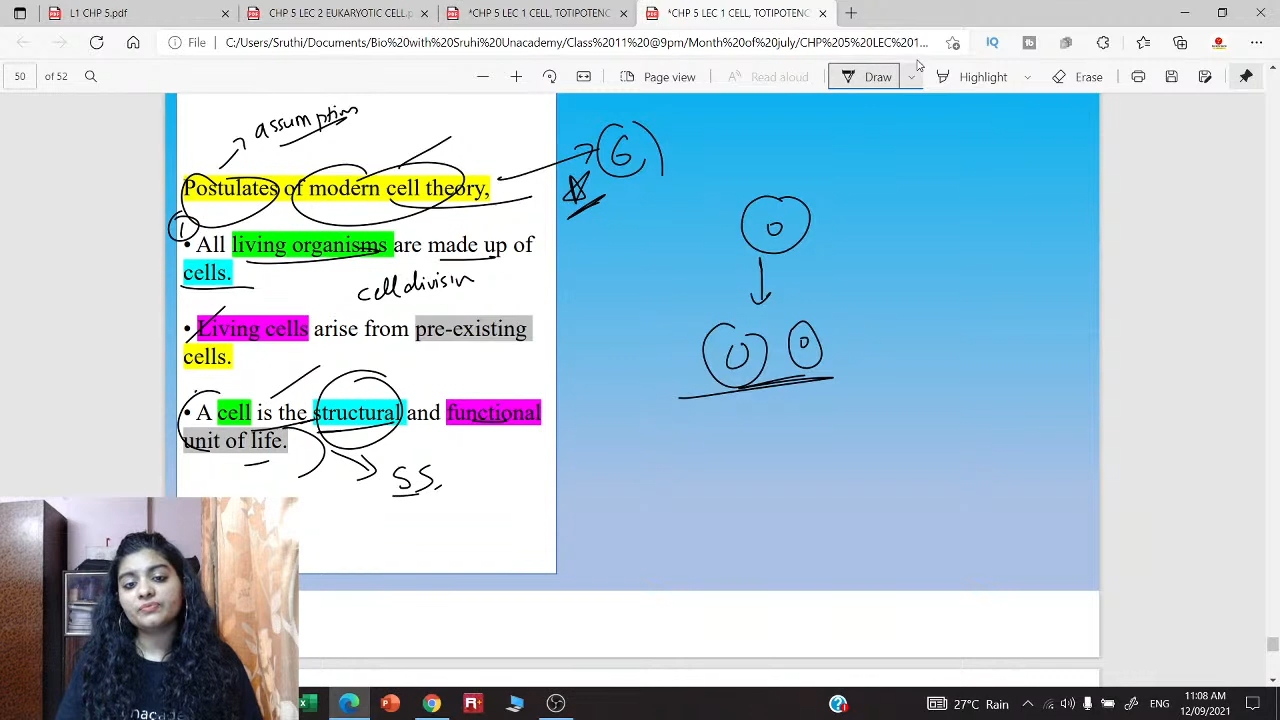 L1 CHP 5.pdf
CHP 5 LEC 2 EUKARYOTIC CELL.p
*CHP 5 LEC 1 CELL, TOTIPOTENC
*CHP 5 LEC 1 CELL, TOTIPOTENC
File
C:/Users/Sruthi/Documents/Bio%20with%20Sruhi%20Unacademy/Class%2011%20@9pm/Month%20of%20july/CHP%205%20LEC%201...
50 of 52
Page view
Read aloud
Draw
Highlight
Erase
assumptions
Postulates of modern cell theory,
6
1
• All living organisms are made up of
cells.
cell division
• Living cells arise from pre-existing
cells.
• A cell is the structural and functional
unit of life.
SS.
27°C Rain
ENG
11:08 AM
12/09/2021